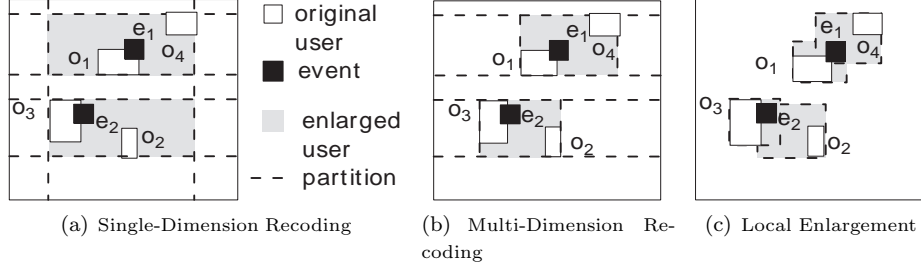 e1
o1
o4
o3
e2
o2
original
user
event
enlarged
user
partition
e1
o1
o4
o3
e2
o2
e1
o1
o4
o3
e2
o2
(a) Single-Dimension Recoding
(b) Multi-Dimension Re-
coding
(c) Local Enlargement